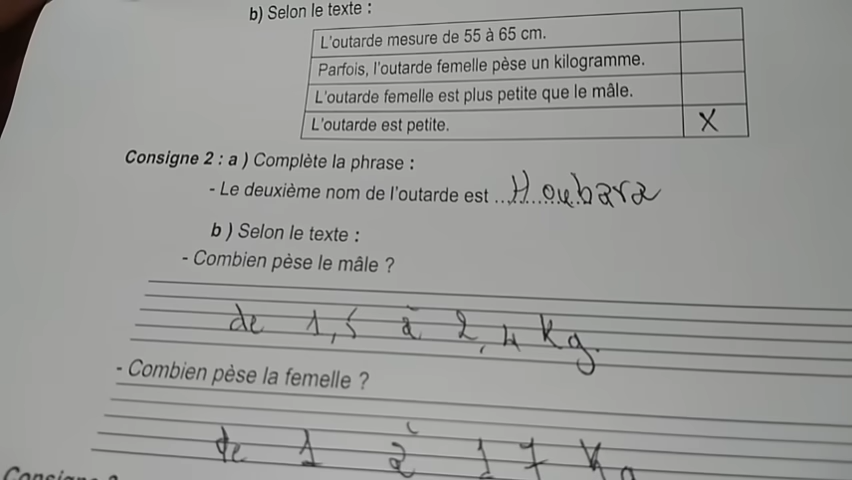 b) Selon le texte :
L'outarde mesure de 55 à 65 cm.
Parfois, l'outarde femelle pèse un kilogramme.
L'outarde femelle est plus petite que le mâle.
L'outarde est petite. X
Consigne 2 : a ) Complète la phrase :
- Le deuxième nom de l'outarde est ..Houbara
b ) Selon le texte :
- Combien pèse le mâle ?
de 1,5 à 2,4 Kg.
- Combien pèse la femelle ?
de 1 à 1 7 Kg
Consigne